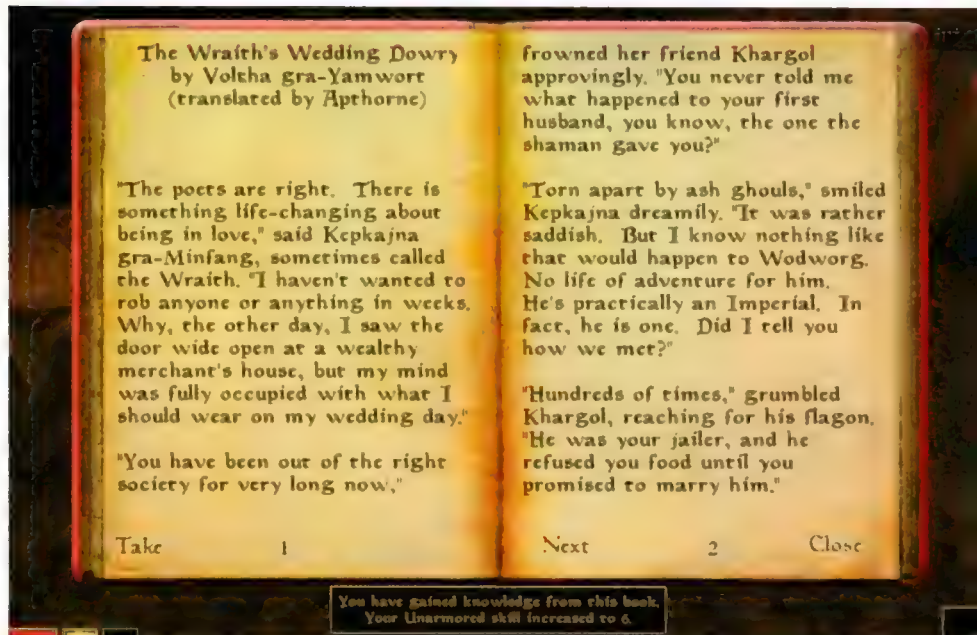 The Wraith's Wedding Dowry
by Voltha gra-Yamwort
(translated by Apthorne)
"The poets are right. There is
something life-changing about
being in love," said Kepkajna
gra-Minfang, sometimes called
the Wraith. "I haven't wanted to
rob anyone or anything in weeks.
Why, the other day, I saw the
door wide open at a wealthy
merchant's house, but my mind
was fully occupied with what I
should wear on my wedding day."
"You have been out of the right
society for very long now,"
Take
1
frowned her friend Khargol
approvingly. "You never told me
what happened to your first
husband, you know, the one the
shaman gave you?"
"Torn apart by ash ghouls," smiled
Kepkajna dreamily. "It was rather
saddish. But I know nothing like
that would happen to Wodworg.
No life of adventure for him.
He's practically an Imperial. In
fact, he is one. Did I tell you
how we met?"
"Hundreds of times," grumbled
Khargol, reaching for his flagon.
"He was your jailer, and he
refused you food until you
promised to marry him."
Next
2
Close
You have gained knowledge from this book.
Your Unarmored skill increased to 6.